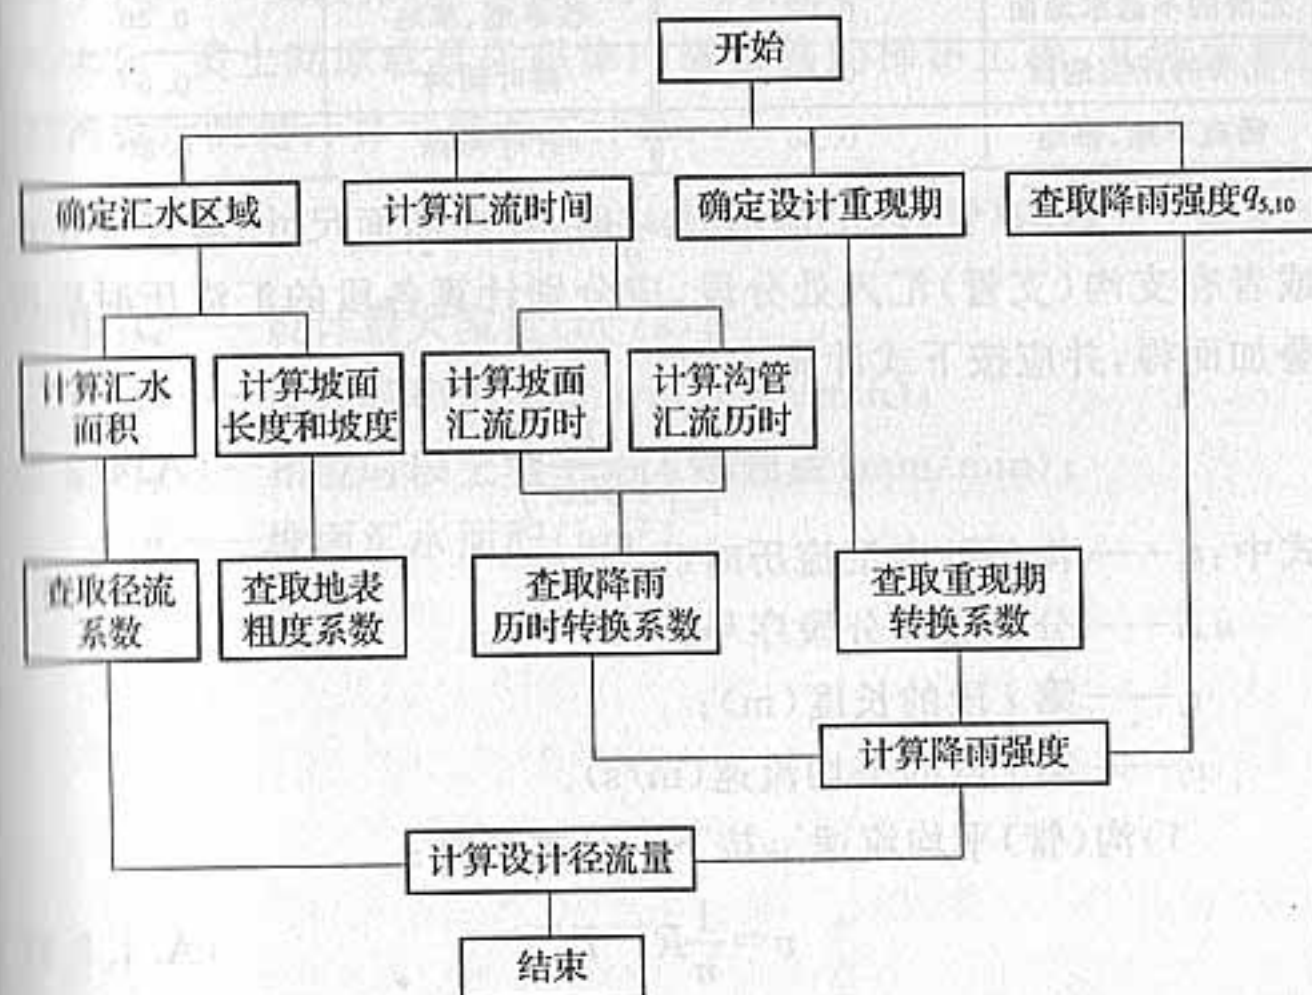 开始
确定汇水区域
计算汇流时间
确定设计重现期
查取降雨强度q5,10
计算汇水
面积
计算坡面
长度和坡度
计算坡面
汇流历时
计算沟管
汇流历时
查取径流
系数
查取地表
粗度系数
查取降雨
历时转换系数
查取重现期
转换系数
计算降雨强度
计算设计径流量
结束